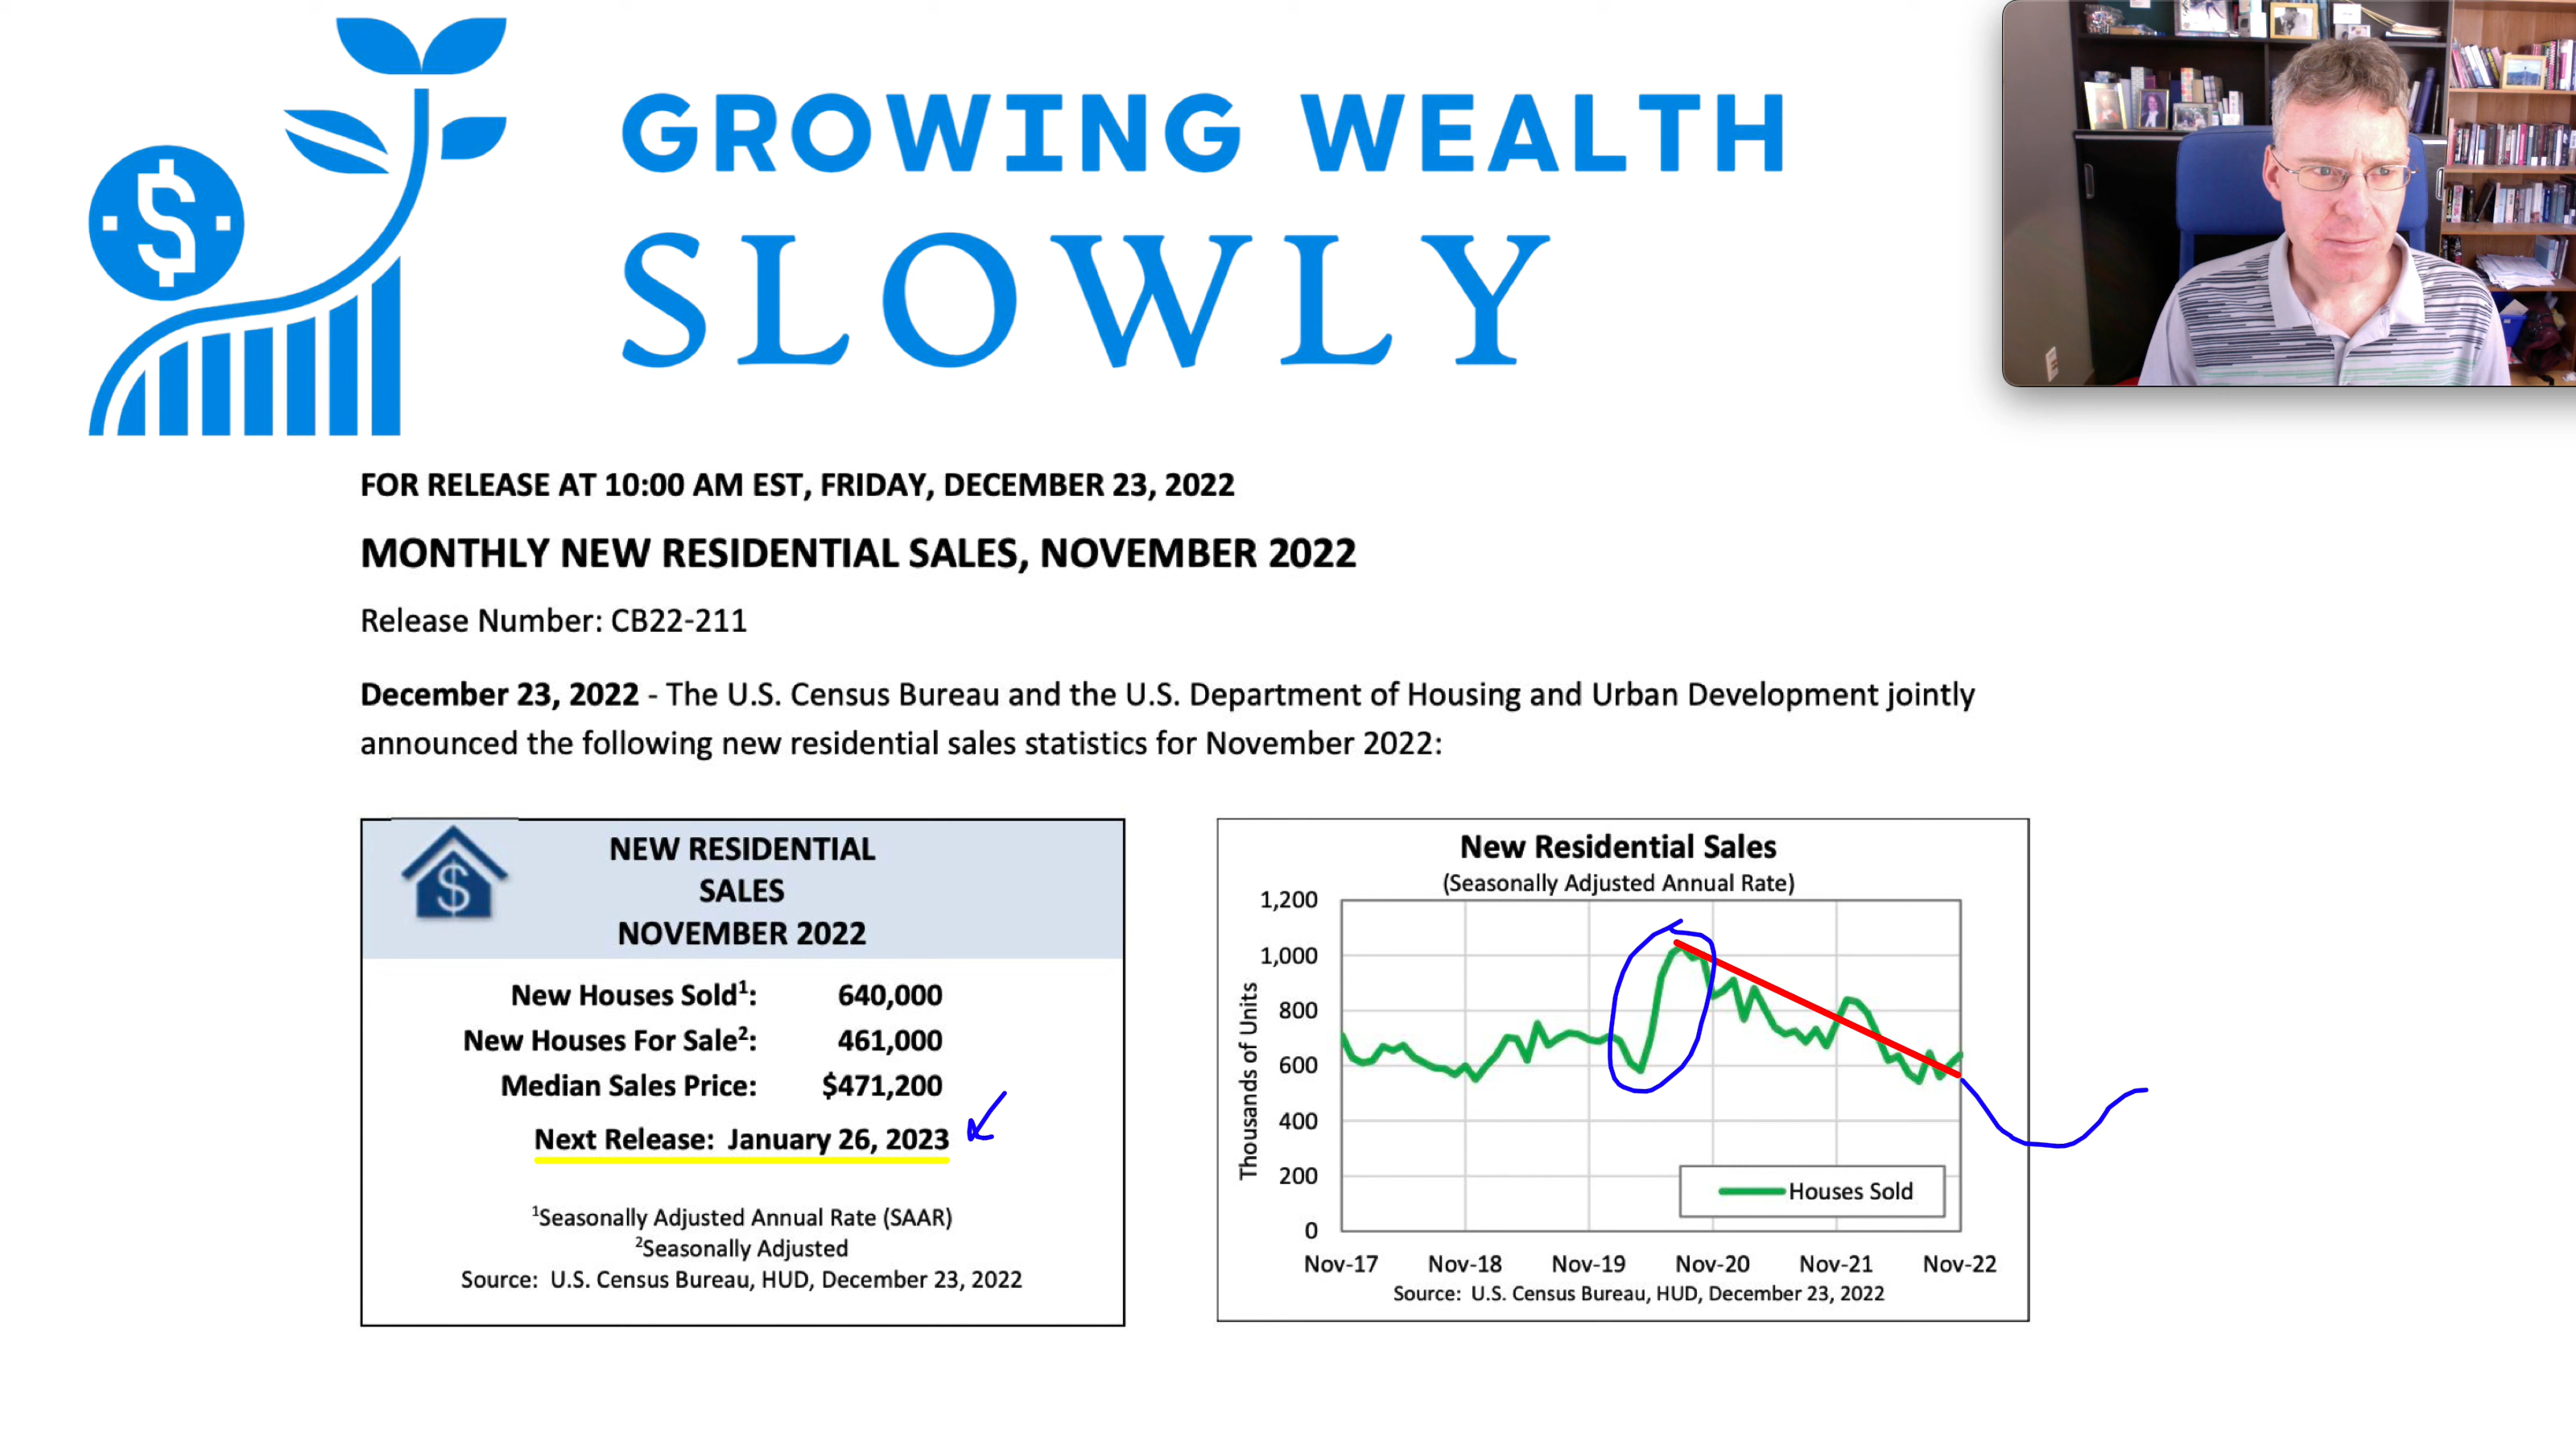 GROWING WEALTH
SLOWLY
FOR RELEASE AT 10:00 AM EST, FRIDAY, DECEMBER 23, 2022
MONTHLY NEW RESIDENTIAL SALES, NOVEMBER 2022
Release Number: CB22-211
December 23, 2022 - The U.S. Census Bureau and the U.S. Department of Housing and Urban Development jointly
announced the following new residential sales statistics for November 2022:
NEW RESIDENTIAL
SALES
NOVEMBER 2022
New Houses Sold¹: 640,000
New Houses For Sale²: 461,000
Median Sales Price: $471,200
Next Release: January 26, 2023
¹Seasonally Adjusted Annual Rate (SAAR)
²Seasonally Adjusted
Source: U.S. Census Bureau, HUD, December 23, 2022
New Residential Sales
(Seasonally Adjusted Annual Rate)
Thousands of Units
1,200
1,000
800
600
400
200
0
Houses Sold
Nov-17 Nov-18 Nov-19 Nov-20 Nov-21 Nov-22
Source: U.S. Census Bureau, HUD, December 23, 2022